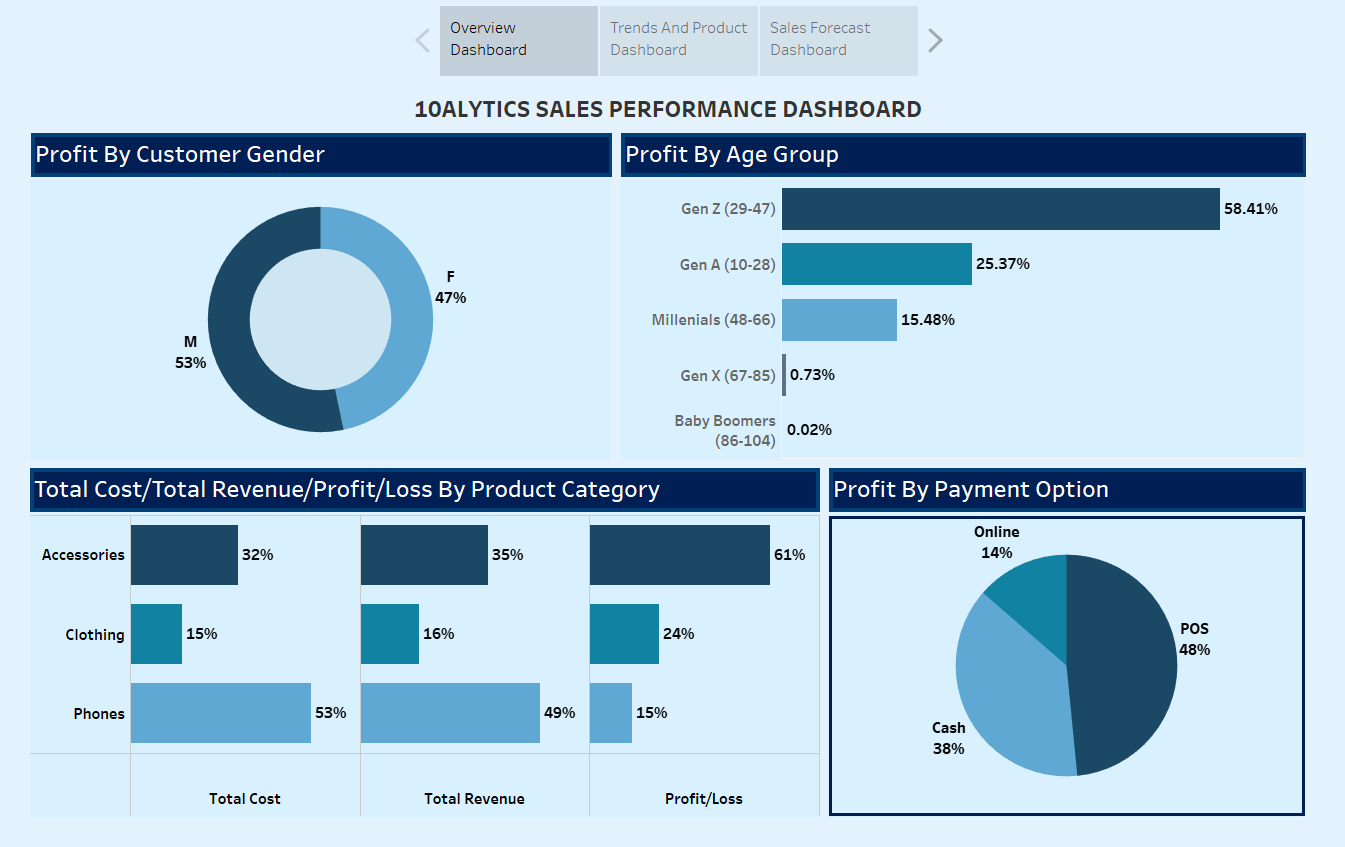 Overview
Dashboard
Trends And Product
Dashboard
Sales Forecast
Dashboard
10ALYTICS SALES PERFORMANCE DASHBOARD
Profit By Customer Gender
F
47%
M
53%
Profit By Age Group
Gen Z (29-47)
58.41%
Gen A (10-28)
25.37%
Millenials (48-66)
15.48%
Gen X (67-85)
0.73%
Baby Boomers
(86-104)
0.02%
Total Cost/Total Revenue/Profit/Loss By Product Category
Accessories
32%
35%
61%
Clothing
15%
16%
24%
Phones
53%
49%
15%
Total Cost
Total Revenue
Profit/Loss
Profit By Payment Option
Online
14%
POS
48%
Cash
38%